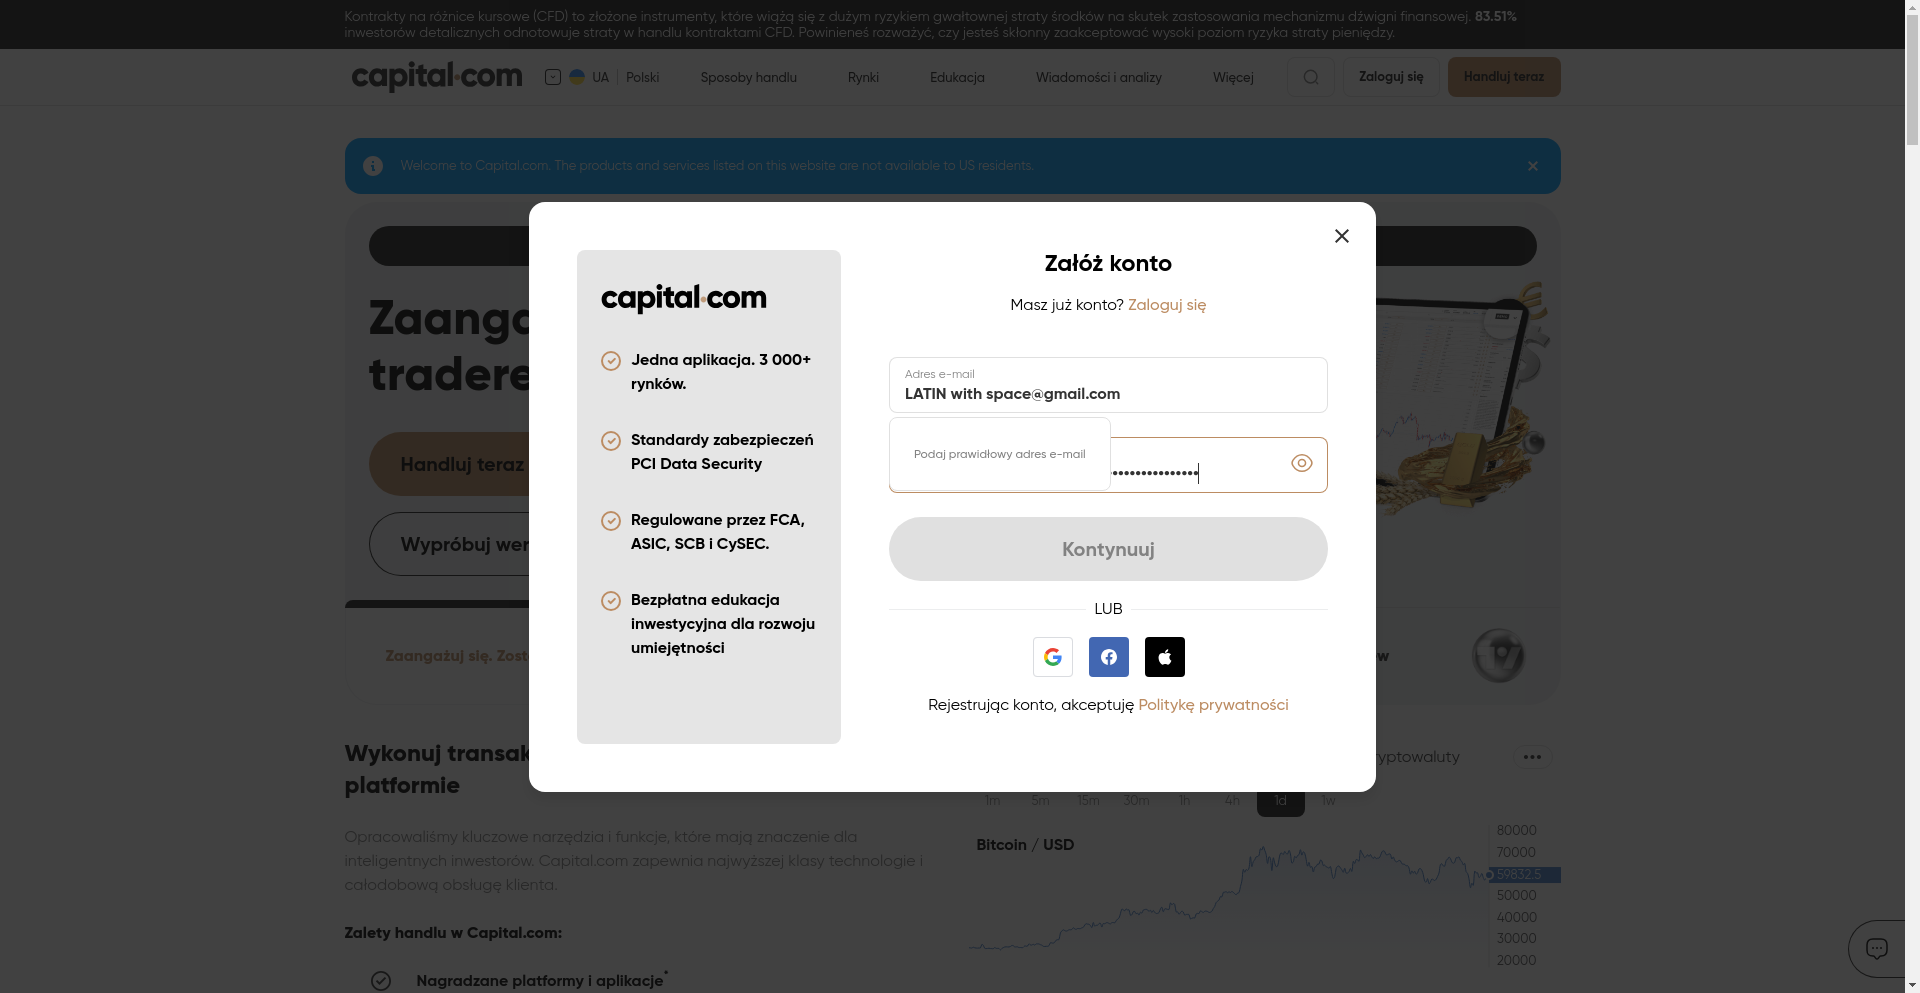 Kontrakty na różnice kursowe (CFD) to złożone instrumenty, które wiążą się z dużym ryzykiem gwałtownej straty środków na skutek zastosowania mechanizmu dźwigni finansowej. 83.51%
inwestorów detalicznych odnotowuje straty w handlu kontraktami CFD. Powinieneś rozważyć, czy jesteś skłonny zaakceptować wysoki poziom ryzyka straty pieniędzy.
capital.com UA Polski Sposoby handlu Rynki Edukacja Wiadomości i analizy Więcej Zaloguj się Handluj teraz
Welcome to Capital.com. The products and services listed on this website are not available to US residents.
Zaanga
tradere
Handluj teraz
Wypróbuj wer
Zaangażuj się. Zost
capital.com
Jedna aplikacja. 3 000+
rynków.
Standardy zabezpieczeń
PCI Data Security
Regulowane przez FCA,
ASIC, SCB i CySEC.
Bezpłatna edukacja
inwestycyjna dla rozwoju
umiejętności
Załóż konto
Masz już konto? Zaloguj się
Adres e-mail
LATIN with space@gmail.com
Podaj prawidłowy adres e-mail
Kontynuuj
LUB
Rejestrując konto, akceptuję Politykę prywatności
Wykonuj transak
platformie
Opracowaliśmy kluczowe narzędzia i funkcje, które mają znaczenie dla
inteligentnych inwestorów. Capital.com zapewnia najwyższej klasy technologie i
całodobową obsługę klienta.
Zalety handlu w Capital.com:
Nagradzane platformy i aplikacje*
ryptowaluty
1m 5m 15m 30m 1h 4h 1d 1w
Bitcoin / USD
80000
70000
59832.5
50000
40000
30000
20000